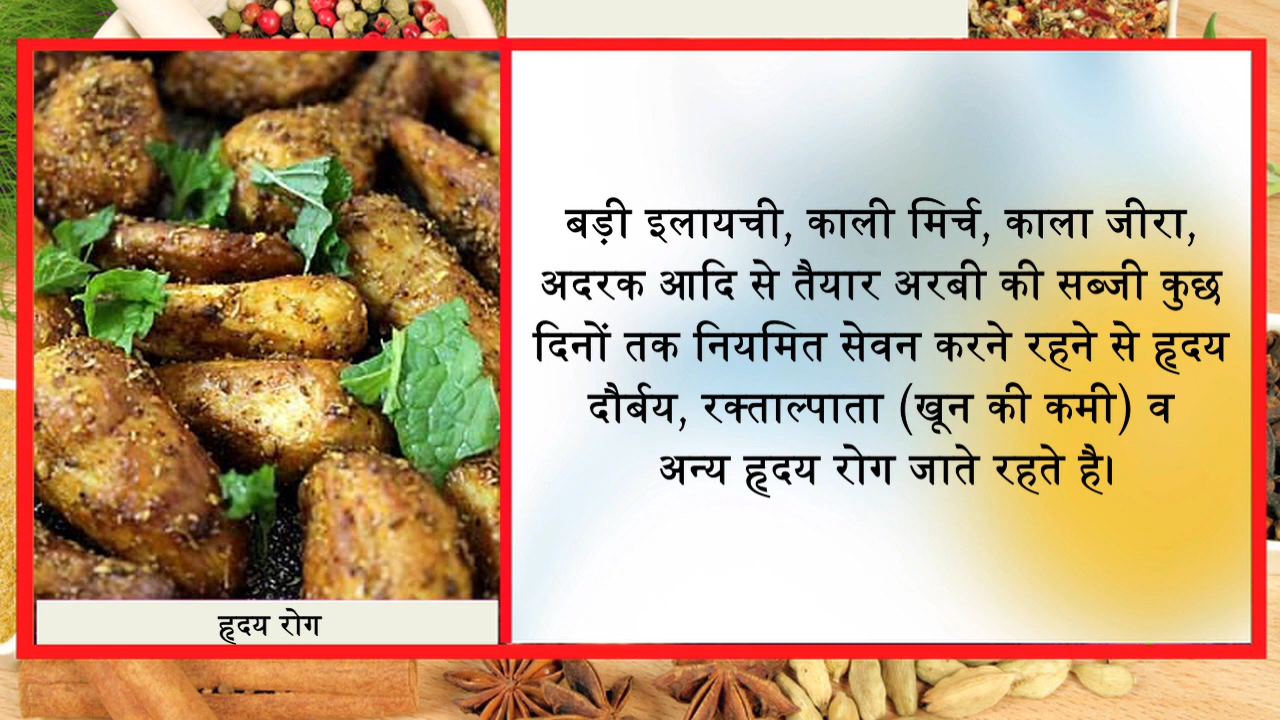 बड़ी इलायची, काली मिर्च, काला जीरा,
अदरक आदि से तैयार अरबी की सब्जी कुछ
दिनों तक नियमित सेवन करने रहने से हृदय
दौर्बय, रक्ताल्पाता (खून की कमी) व
अन्य हृदय रोग जाते रहते है।
हृदय रोग